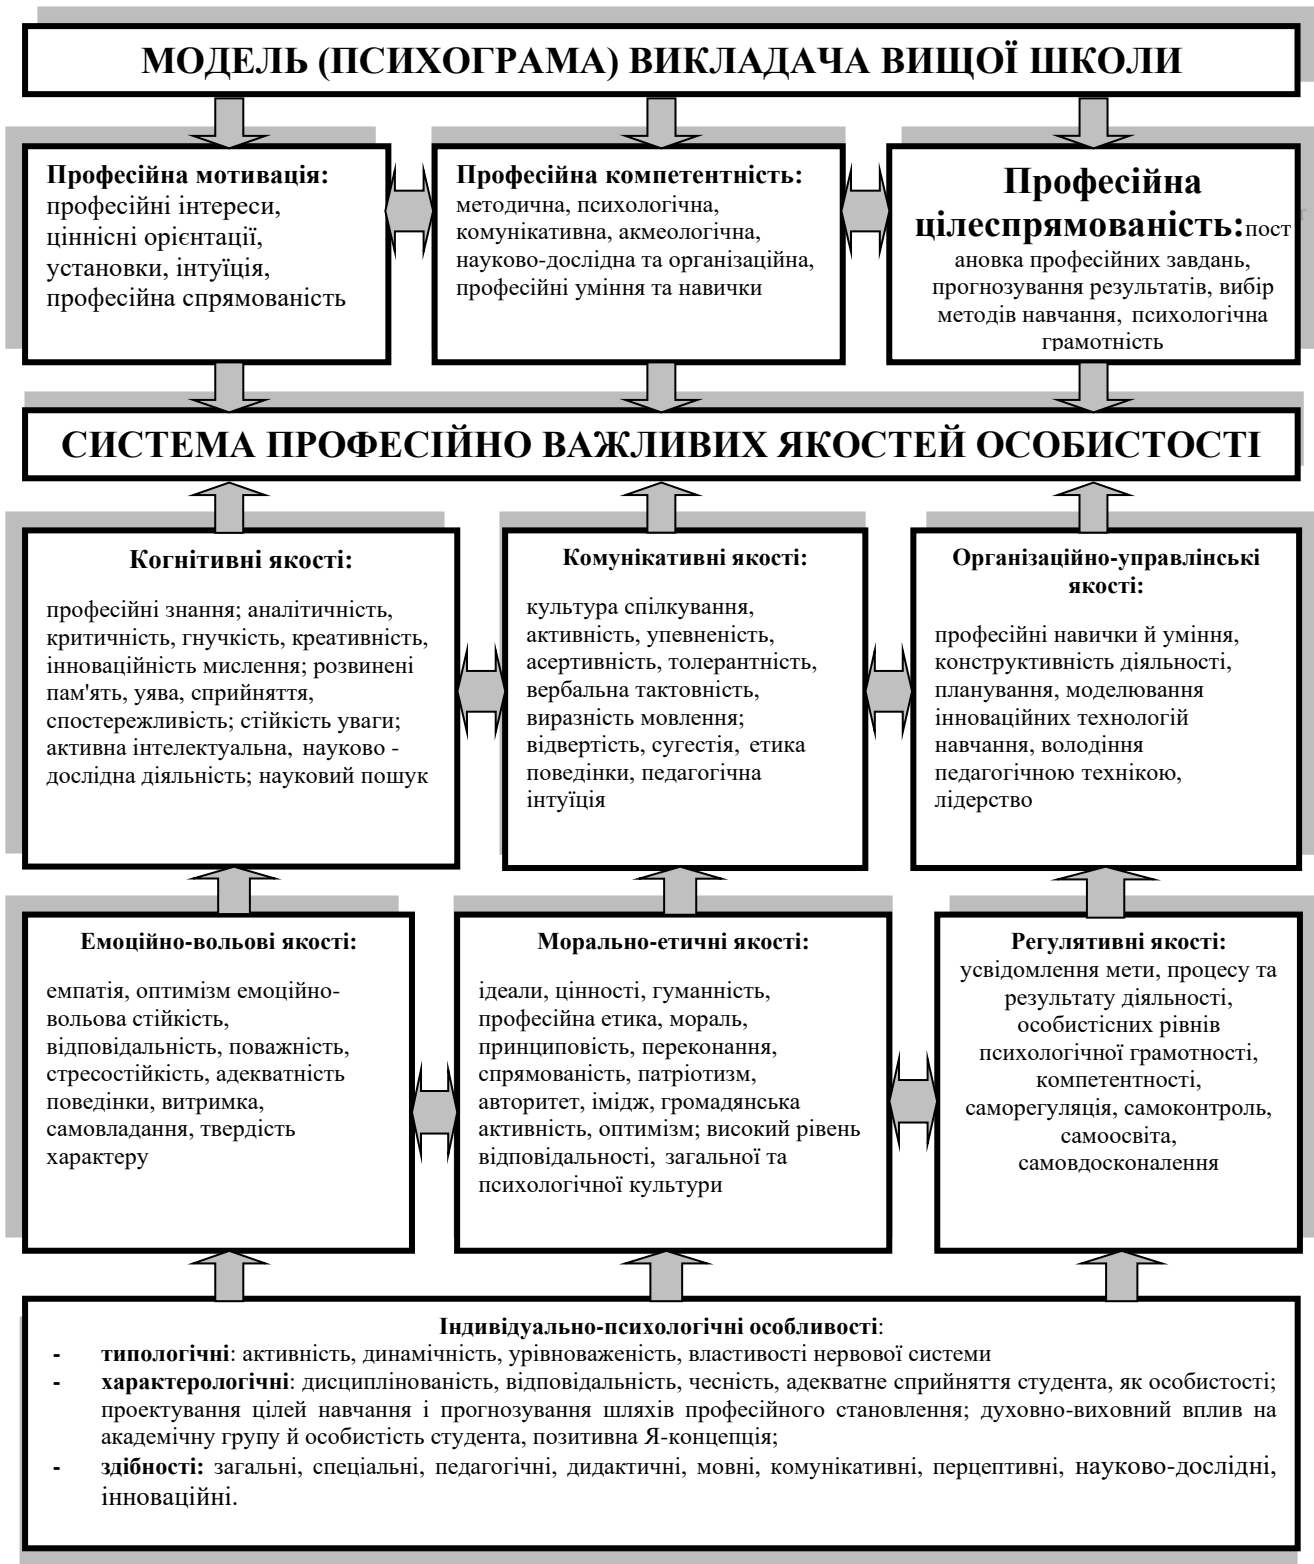 МОДЕЛЬ (ПСИХОГРАМА) ВИКЛАДАЧА ВИЩОЇ ШКОЛИ
Професійна мотивація:
професійні інтереси,
ціннісні орієнтації,
установки, інтуїція,
професійна спрямованість
Професійна компетентність:
методична, психологічна,
комунікативна, акмеологічна,
науково-дослідна та організаційна,
професійні уміння та навички
Професійна
цілеспрямованість:пост
ановка професійних завдань,
прогнозування результатів, вибір
методів навчання, психологічна
грамотність
СИСТЕМА ПРОФЕСІЙНО ВАЖЛИВИХ ЯКОСТЕЙ ОСОБИСТОСТІ
Когнітивні якості:
професійні знання; аналітичність,
критичність, гнучкість, креативність,
інноваційність мислення; розвинені
пам'ять, уява, сприйняття,
спостережливість; стійкість уваги;
активна інтелектуальна, науково -
дослідна діяльність; науковий пошук
Комунікативні якості:
культура спілкування,
активність, упевненість,
асертивність, толерантність,
вербальна тактовність,
виразність мовлення;
відвертість, сугестія, етика
поведінки, педагогічна
інтуїція
Організаційно-управлінські
якості:
професійні навички й уміння,
конструктивність діяльності,
планування, моделювання
інноваційних технологій
навчання, володіння
педагогічною технікою,
лідерство
Емоційно-вольові якості:
емпатія, оптимізм емоційно-
вольова стійкість,
відповідальність, поважність,
стресостійкість, адекватність
поведінки, витримка,
самовладання, твердість
характеру
Морально-етичні якості:
ідеали, цінності, гуманність,
професійна етика, мораль,
принциповість, переконання,
спрямованість, патріотизм,
авторитет, імідж, громадянська
активність, оптимізм; високий рівень
відповідальності, загальної та
психологічної культури
Регулятивні якості:
усвідомлення мети, процесу та
результату діяльності,
особистісних рівнів
психологічної грамотності,
компетентності,
саморегуляція, самоконтроль,
самоосвіта,
самовдосконалення
Індивідуально-психологічні особливості:
- типологічні: активність, динамічність, урівноваженість, властивості нервової системи
- характерологічні: дисциплінованість, відповідальність, чесність, адекватне сприйняття студента, як особистості;
проектування цілей навчання і прогнозування шляхів професійного становлення; духовно-виховний вплив на
академічну групу й особистість студента, позитивна Я-концепція;
- здібності: загальні, спеціальні, педагогічні, дидактичні, мовні, комунікативні, перцептивні, науково-дослідні,
інноваційні.